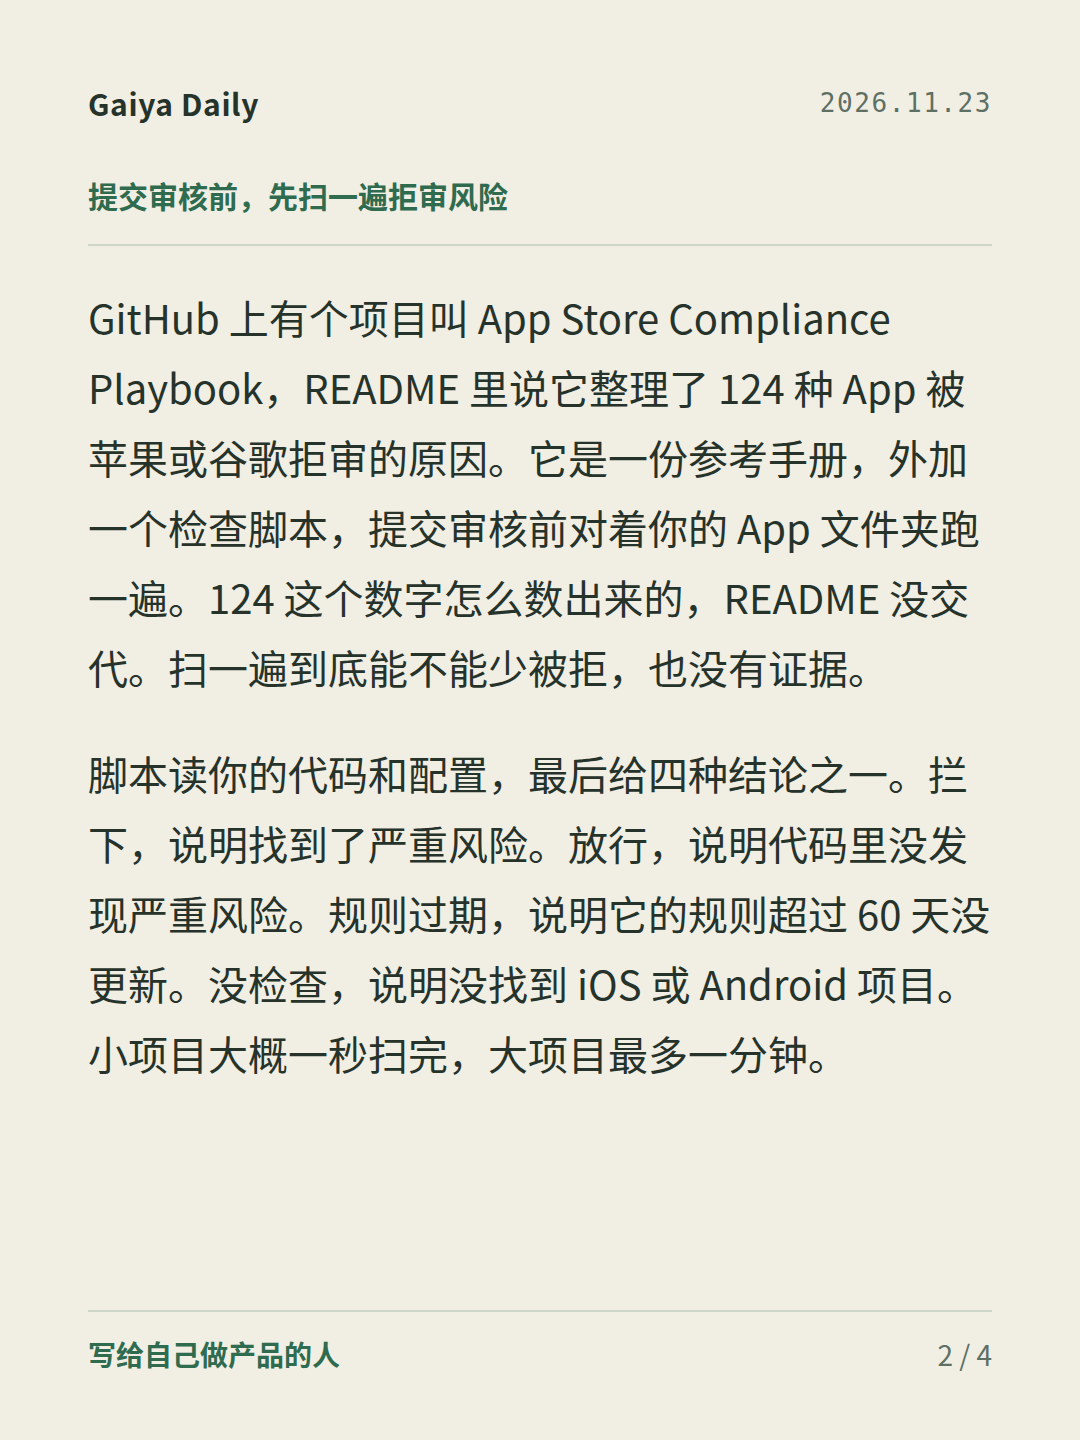 Gaiya Daily
2026.11.23
提交审核前，先扫一遍拒审风险
GitHub 上有个项目叫 App Store Compliance
Playbook，README 里说它整理了 124 种 App 被
苹果或谷歌拒审的原因。它是一份参考手册，外加
一个检查脚本，提交审核前对着你的 App 文件夹跑
一遍。124 这个数字怎么数出来的，README 没交
代。扫一遍到底能不能少被拒，也没有证据。
脚本读你的代码和配置，最后给四种结论之一。拦
下，说明找到了严重风险。放行，说明代码里没发
现严重风险。规则过期，说明它的规则超过 60 天没
更新。没检查，说明没找到 iOS 或 Android 项目。
小项目大概一秒扫完，大项目最多一分钟。
写给自己做产品的人
2 / 4